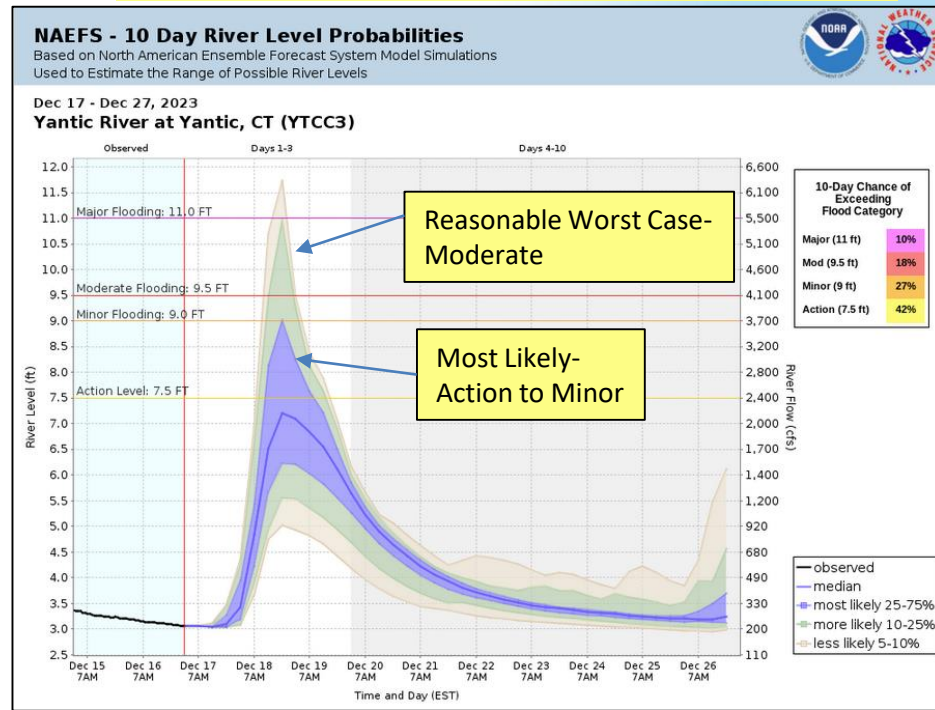 NAEFS - 10 Day River Level Probabilities
Based on North American Ensemble Forecast System Model Simulations
Used to Estimate the Range of Possible River Levels
NOAA
Dec 17 - Dec 27, 2023
Yantic River at Yantic, CT (YTCC3)
Observed
Days 1-3
Days 4-10
12.0
11.5
11.0
10.5
10.0
9.5
9.0
8.5
8.0
7.5
7.0
6.5
6.0
5.5
5.0
4.5
4.0
3.5
3.0
2.5
River Level (ft)
Major Flooding: 11.0 FT
Moderate Flooding: 9.5 FT
Minor Flooding: 9.0 FT
Action Level: 7.5 FT
Reasonable Worst Case-
Moderate
Most Likely-
Action to Minor
6,600
6,100
5,500
5,100
4,600
4,100
3,700
3,200
2,800
2,400
2,000
1,700
1,400
1,200
920
680
490
330
200
110
River Flow (cfs)
Dec 15
7AM
Dec 16
7AM
Dec 17
7AM
Dec 18
7AM
Dec 19
7AM
Dec 20
7AM
Dec 21
7AM
Dec 22
7AM
Dec 23
7AM
Dec 24
7AM
Dec 25
7AM
Dec 26
7AM
Time and Day (EST)
10-Day Chance of
Exceeding
Flood Category
Major (11 ft) 10%
Mod (9.5 ft) 18%
Minor (9 ft) 27%
Action (7.5 ft) 42%
observed
median
most likely 25-75%
more likely 10-25%
less likely 5-10%